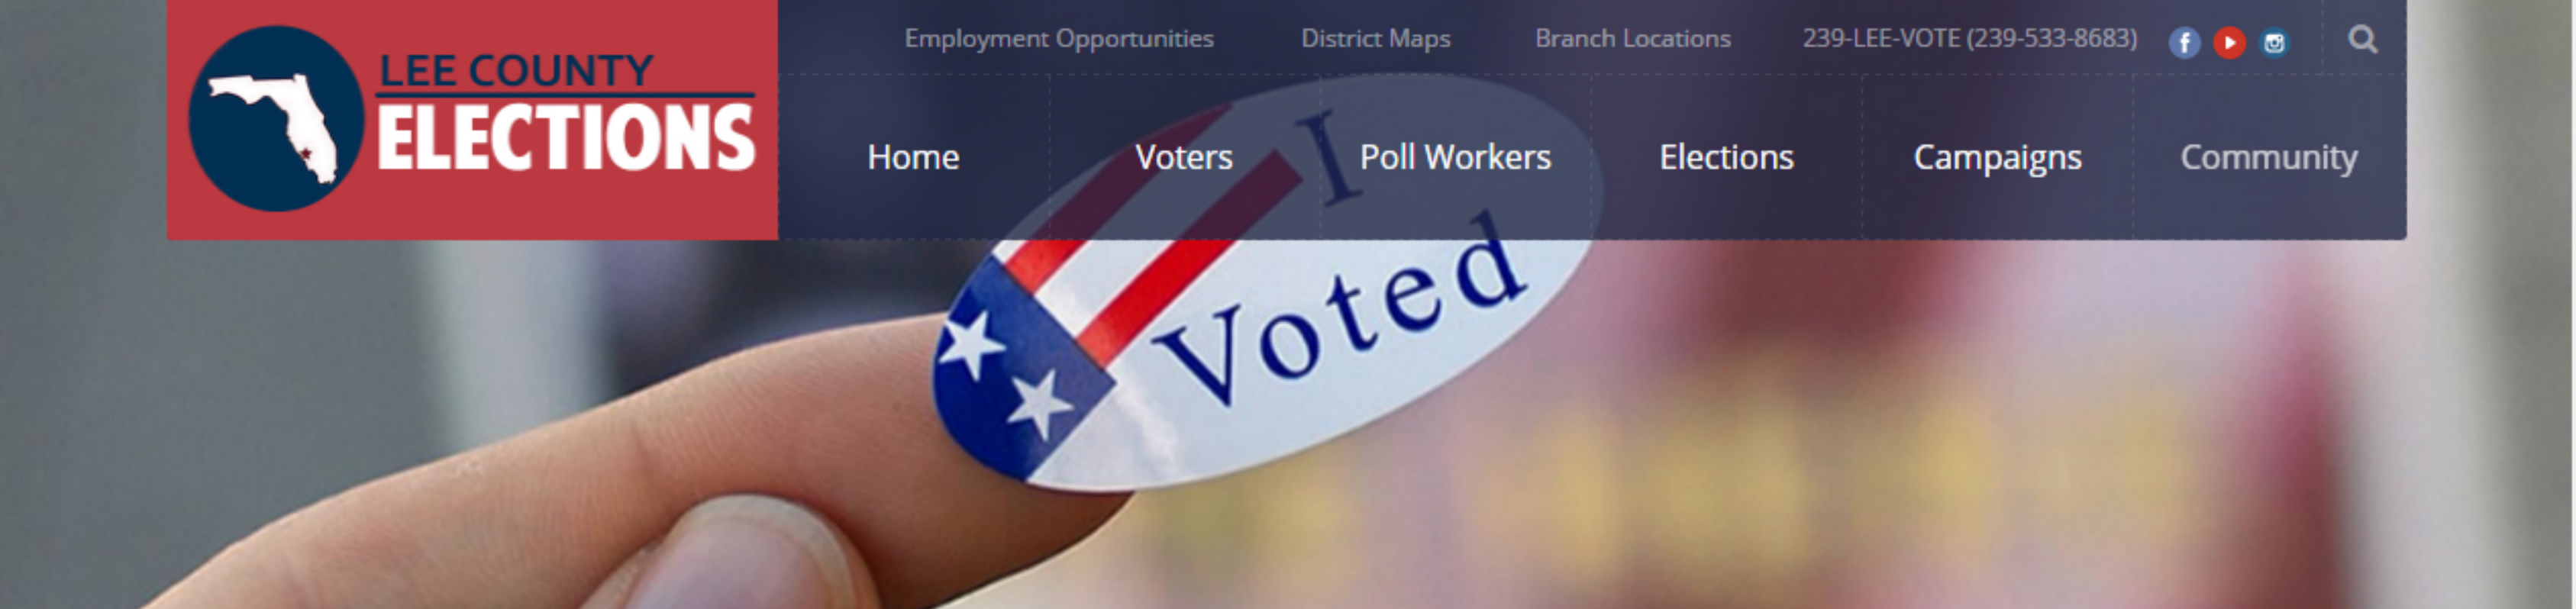 LEE COUNTY
ELECTIONS
Employment Opportunities District Maps Branch Locations 239-LEE-VOTE (239-533-8683)
Home Voters Poll Workers Elections Campaigns Community
I
Voted